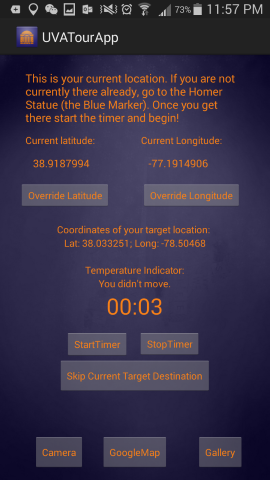 73% 11:57 PM
UVATourApp
This is your current location. If you are not
currently there already, go to the Homer
Statue (the Blue Marker). Once you get
there start the timer and begin!
Current latitude: Current Longitude:
38.9187994 -77.1914906
Override Latitude Override Longitude
Coordinates of your target location:
Lat: 38.033251; Long: -78.50468
Temperature Indicator:
You didn't move.
00:03
StartTimer StopTimer
Skip Current Target Destination
Camera GoogleMap Gallery